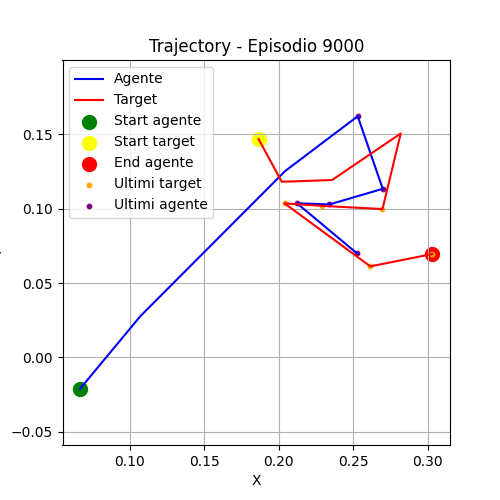 Trajectory - Episodio 9000
Agente
Target
Start agente
Start target
End agente
Ultimi target
Ultimi agente
0.15
0.10
0.05
0.00
−0.05
0.10 0.15 0.20 0.25 0.30
X